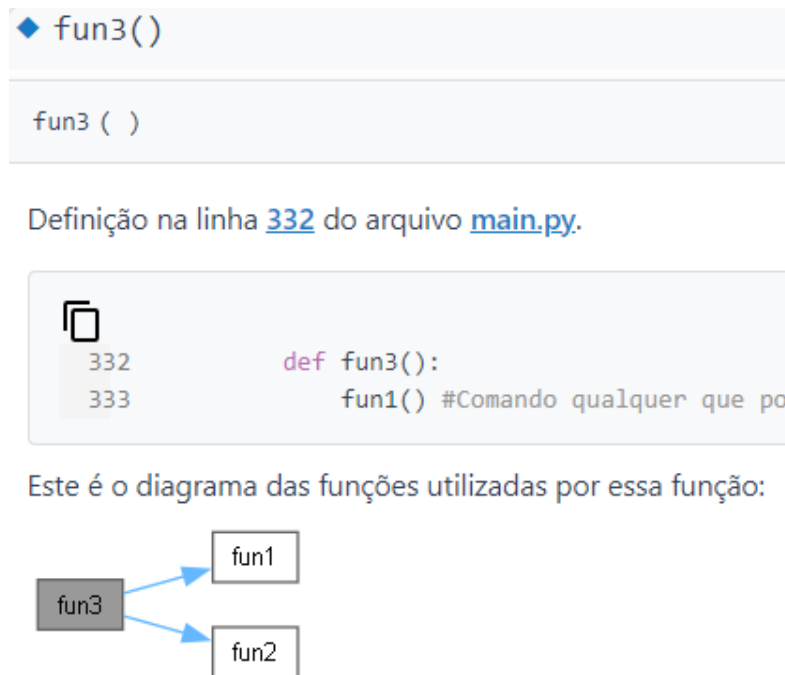 fun3()
fun3 ( )
Definição na linha 332 do arquivo main.py.
332 def fun3():
333 fun1() #Comando qualquer que po
Este é o diagrama das funções utilizadas por essa função:
fun1
fun3
fun2